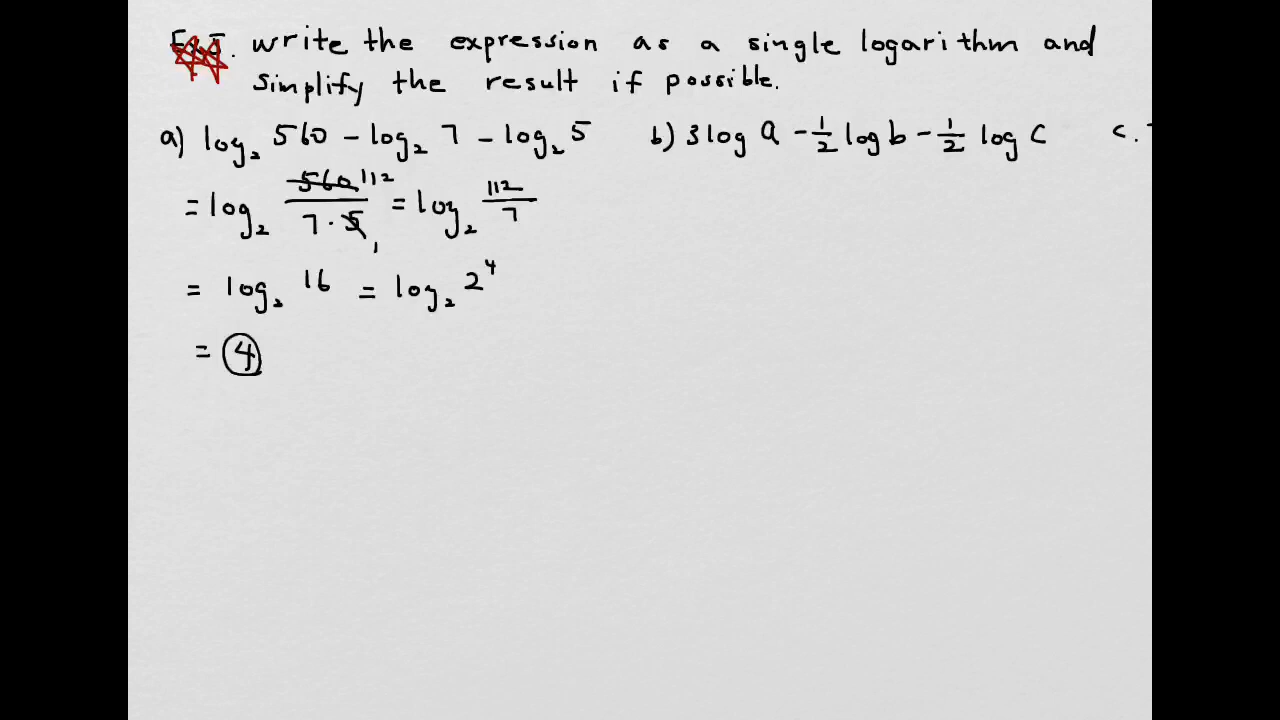 write the expression as a single logarithm and
simplify the result if possible.
a) log₂ 560 - log₂ 7 - log₂ 5
b) 3 log a - 1/2 log b - 1/2 log c
c.
= log₂ 560 112 / 7 · 5 1 = log₂ 112/7
= log₂ 16 = log₂ 2⁴
= 4